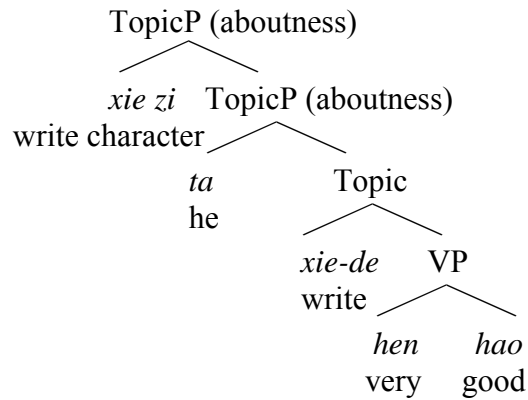 TopicP (aboutness)
xie zi TopicP (aboutness)
write character
ta Topic
he
xie-de VP
write
hen hao
very good